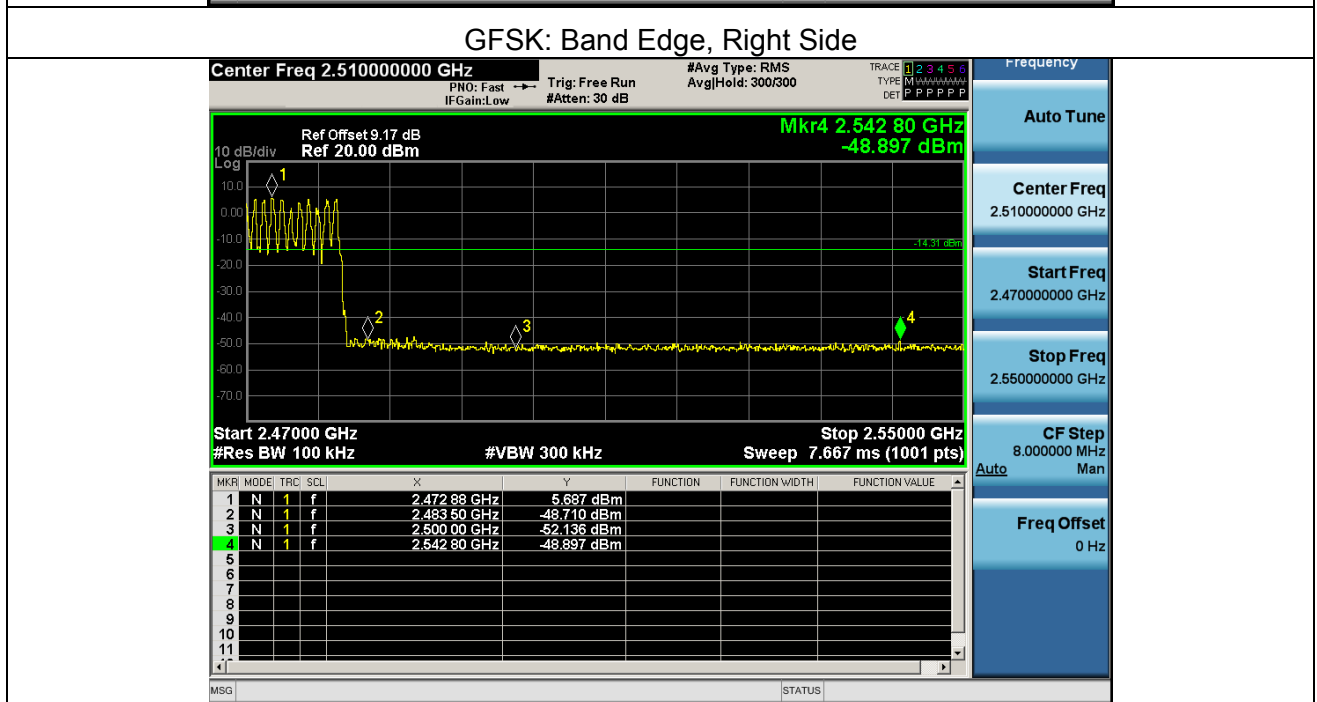 GFSK: Band Edge, Right Side
Center Freq 2.510000000 GHz
PNO: Fast
IFGain:Low
Trig: Free Run
#Atten: 30 dB
#Avg Type: RMS
Avg|Hold: 300/300
TRACE 1 2 3 4 5 6
TYPE M
DET P P P P P P
Frequency
Mkr4 2.542 80 GHz
-48.897 dBm
Ref Offset 9.17 dB
10 dB/div Ref 20.00 dBm
Log
10.0
0.00
-10.0
-20.0
-30.0
-40.0
-50.0
-60.0
-70.0
1
2
3
4
-14.31 dBm
Start 2.47000 GHz Stop 2.55000 GHz
#Res BW 100 kHz #VBW 300 kHz Sweep 7.667 ms (1001 pts)
MKR MODE TRC SCL X Y FUNCTION FUNCTION WIDTH FUNCTION VALUE
1 N 1 f 2.472 88 GHz 5.687 dBm
2 N 1 f 2.483 50 GHz -48.710 dBm
3 N 1 f 2.500 00 GHz -52.136 dBm
4 N 1 f 2.542 80 GHz -48.897 dBm
5
6
7
8
9
10
11
MSG STATUS
Auto Tune
Center Freq
2.510000000 GHz
Start Freq
2.470000000 GHz
Stop Freq
2.550000000 GHz
CF Step
8.000000 MHz
Auto Man
Freq Offset
0 Hz